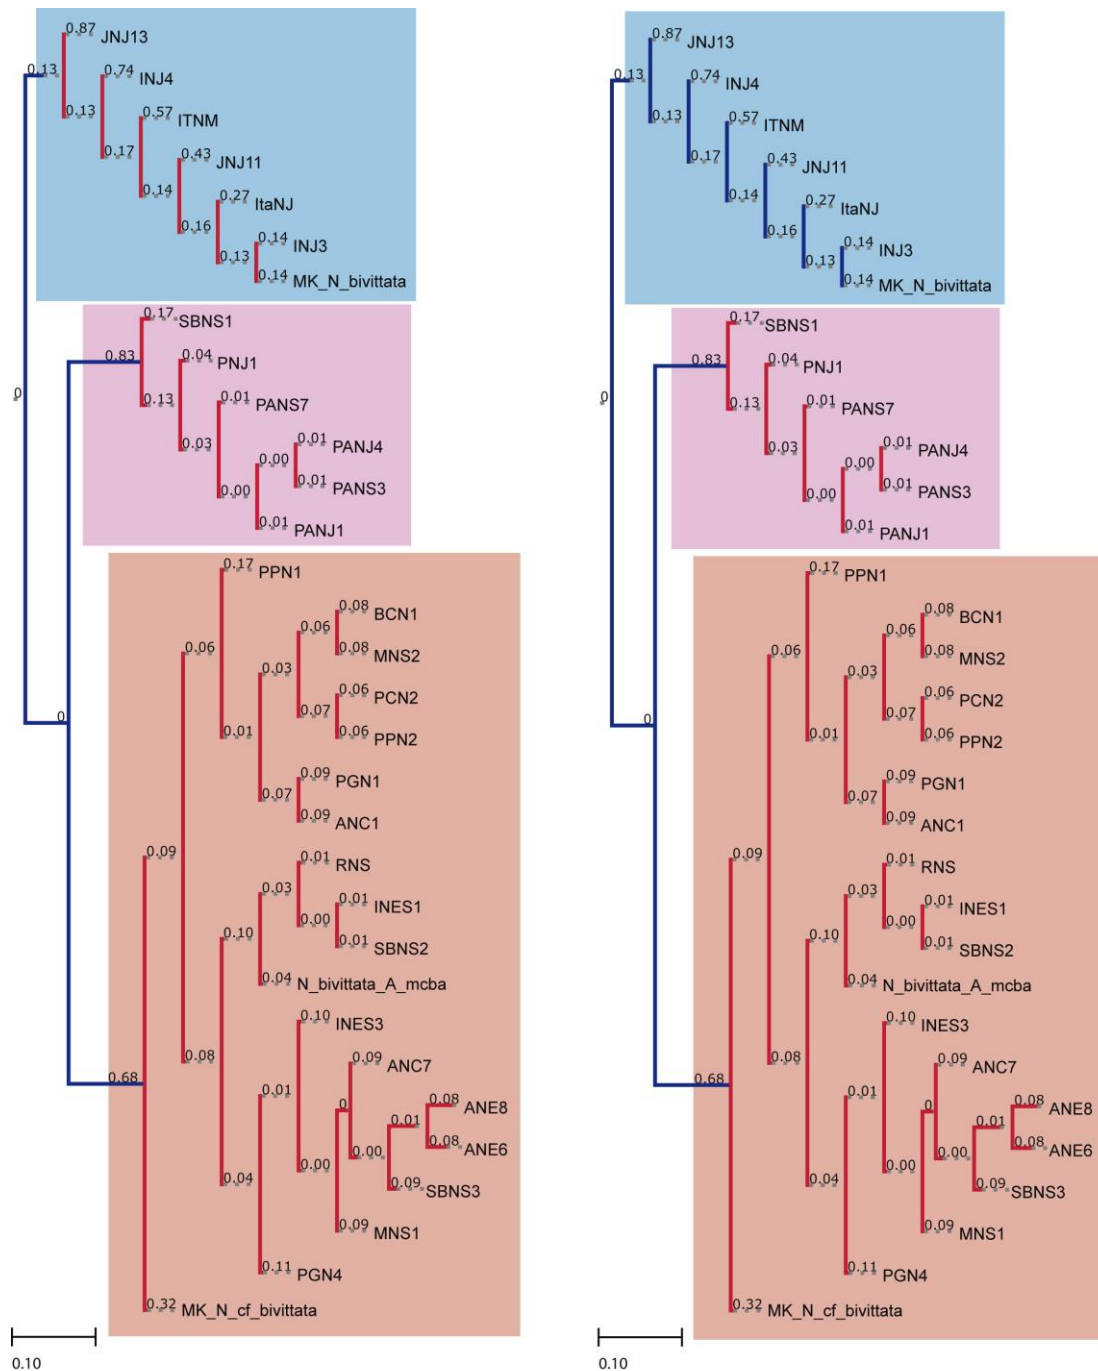 0.87
JNJ13
0.13
0.74
INJ4
0.13
0.57
ITNM
0.17
0.43
JNJ11
0.14
0.27
ItaNJ
0.16
0.14
INJ3
0.13
0.14
MK_N_bivittata
0.17
SBNS1
0.83
0.04
PNJ1
0
0.13
0.01
PANS7
0.03
0.01
PANJ4
0.00
0.01
PANS3
0.00
0.01
PANJ1
0.17
PPN1
0.08
BCN1
0.06
0.06
0.08
MNS2
0.03
0.06
PCN2
0
0.07
0.01
0.06
PPN2
0.09
PGN1
0.07
0.09
ANC1
0.09
0.01
RNS
0.03
0.01
INES1
0.00
0.10
0.01
SBNS2
0.04
N_bivittata_A_mcba
0.10
INES3
0.08
0.09
ANC7
0.68
0.01
0
0.08
ANE8
0.01
0.08
ANE6
0.00
0.04
0.00
0.09
SBNS3
0.09
MNS1
0.11
PGN4
0.32
MK_N_cf_bivittata
0.10
0.87
JNJ13
0.13
0.74
INJ4
0.13
0.57
ITNM
0.17
0.43
JNJ11
0.14
0.27
ItaNJ
0.16
0.14
INJ3
0.13
0.14
MK_N_bivittata
0.17
SBNS1
0.83
0.04
PNJ1
0
0.13
0.01
PANS7
0.03
0.01
PANJ4
0.00
0.01
PANS3
0.00
0.01
PANJ1
0.17
PPN1
0.08
BCN1
0.06
0.06
0.08
MNS2
0.03
0.06
PCN2
0
0.07
0.01
0.06
PPN2
0.09
PGN1
0.07
0.09
ANC1
0.09
0.01
RNS
0.03
0.01
INES1
0.00
0.10
0.01
SBNS2
0.04
N_bivittata_A_mcba
0.10
INES3
0.08
0.09
ANC7
0.68
0.01
0
0.08
ANE8
0.01
0.08
ANE6
0.00
0.04
0.00
0.09
SBNS3
0.09
MNS1
0.11
PGN4
0.32
MK_N_cf_bivittata
0.10